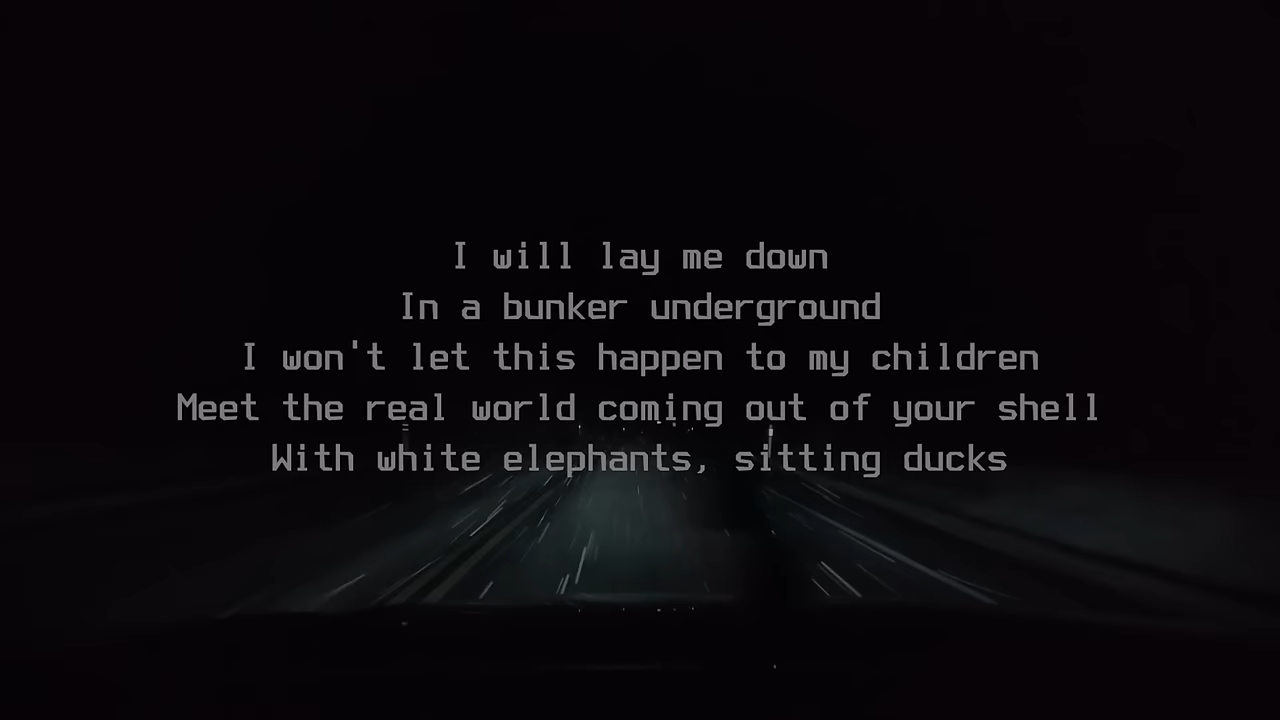 I will lay me down
In a bunker underground
I won't let this happen to my children
Meet the real world coming out of your shell
With white elephants, sitting ducks